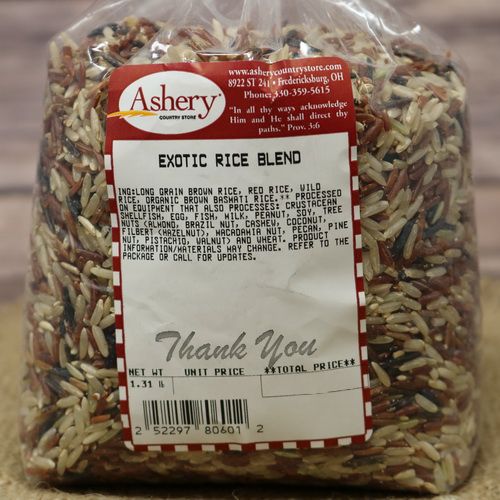 Ashery
COUNTRY STORE
www.asherycountrystore.com
8922 ST 241 • Fredericksburg, OH
Phone: 330-359-5615
"In all thy ways acknowledge
Him and He shall direct thy
paths." Prov. 3:6
EXOTIC RICE BLEND
ING:LONG GRAIN BROWN RICE, RED RICE, WILD
RICE, ORGANIC BROWN BASMATI RICE.** PROCESSED
ON EQUIPMENT THAT ALSO PROCESSES: CRUSTACEAN
SHELLFISH, EGG, FISH, MILK, PEANUT, SOY, TREE
NUTS (ALMOND, BRAZIL NUT, CASHEW, COCONUT,
FILBERT (HAZELNUT), MACADAMIA NUT, PECAN, PINE
NUT, PISTACHIO, WALNUT) AND WHEAT. PRODUCT
INFORMATION/MATERIALS MAY CHANGE. REFER TO THE
PACKAGE OR CALL FOR UPDATES.
Thank You
NET WT UNIT PRICE **TOTAL PRICE**
1.31 lb
2 52297 80601 2